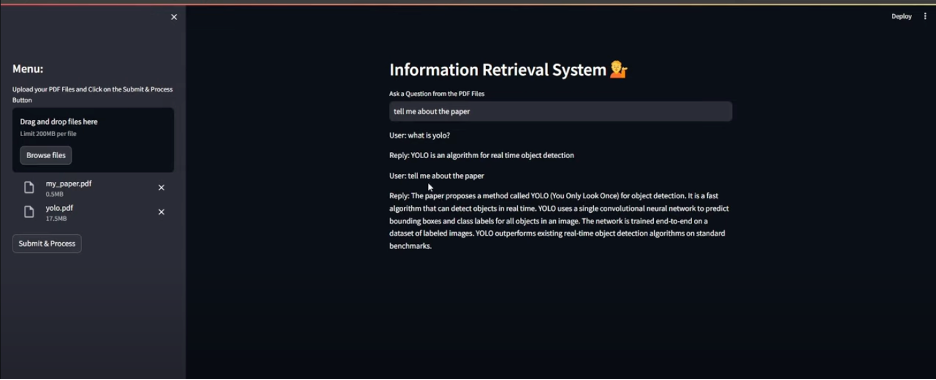 Deploy
Menu:
Upload your PDF Files and Click on the Submit & Process
Button
Drag and drop files here
Limit 200MB per file
Browse files
my_paper.pdf
0.5MB
yolo.pdf
17.5MB
Submit & Process
Information Retrieval System
Ask a Question from the PDF Files
tell me about the paper
User: what is yolo?
Reply: YOLO is an algorithm for real time object detection
User: tell me about the paper
Reply: The paper proposes a method called YOLO (You Only Look Once) for object detection. It is a fast
algorithm that can detect objects in real time. YOLO uses a single convolutional neural network to predict
bounding boxes and class labels for all objects in an image. The network is trained end-to-end on a
dataset of labeled images. YOLO outperforms existing real-time object detection algorithms on standard
benchmarks.